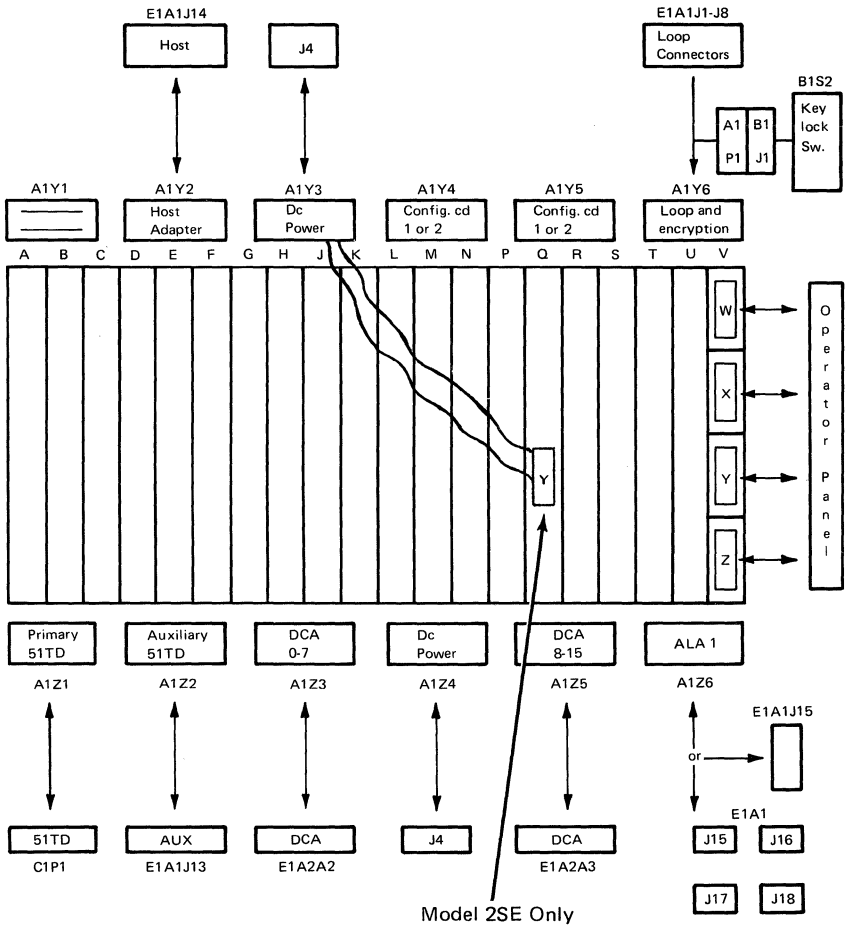 E1A1J14
Host
J4
E1A1J1-J8
Loop
Connectors
B1S2
Key
lock
Sw.
A1 B1
P1 J1
A1Y1 A1Y2 A1Y3 A1Y4 A1Y5 A1Y6
Host
Adapter
Dc
Power
Config. cd
1 or 2
Config. cd
1 or 2
Loop and
encryption
A B C D E F G H J K L M N P Q R S T U V
W
X
Y
Y
Z
Operator Panel
Primary
51TD
Auxiliary
51TD
DCA
0-7
Dc
Power
DCA
8-15
ALA 1
A1Z1 A1Z2 A1Z3 A1Z4 A1Z5 A1Z6
E1A1J15
or
E1A1
51TD AUX DCA J4 DCA J15 J16
C1P1 E1A1J13 E1A2A2 E1A2A3
J17 J18
Model 2SE Only